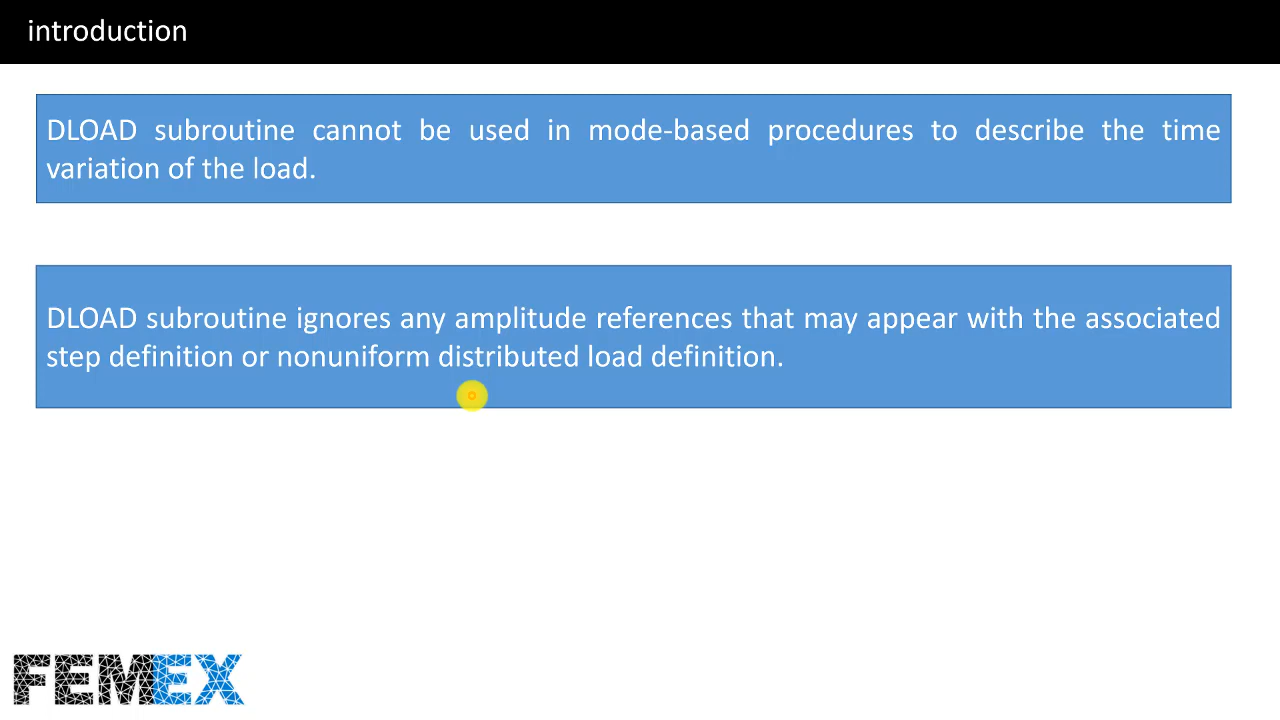 introduction
DLOAD subroutine cannot be used in mode-based procedures to describe the time
variation of the load.
DLOAD subroutine ignores any amplitude references that may appear with the associated
step definition or nonuniform distributed load definition.
FEMEX